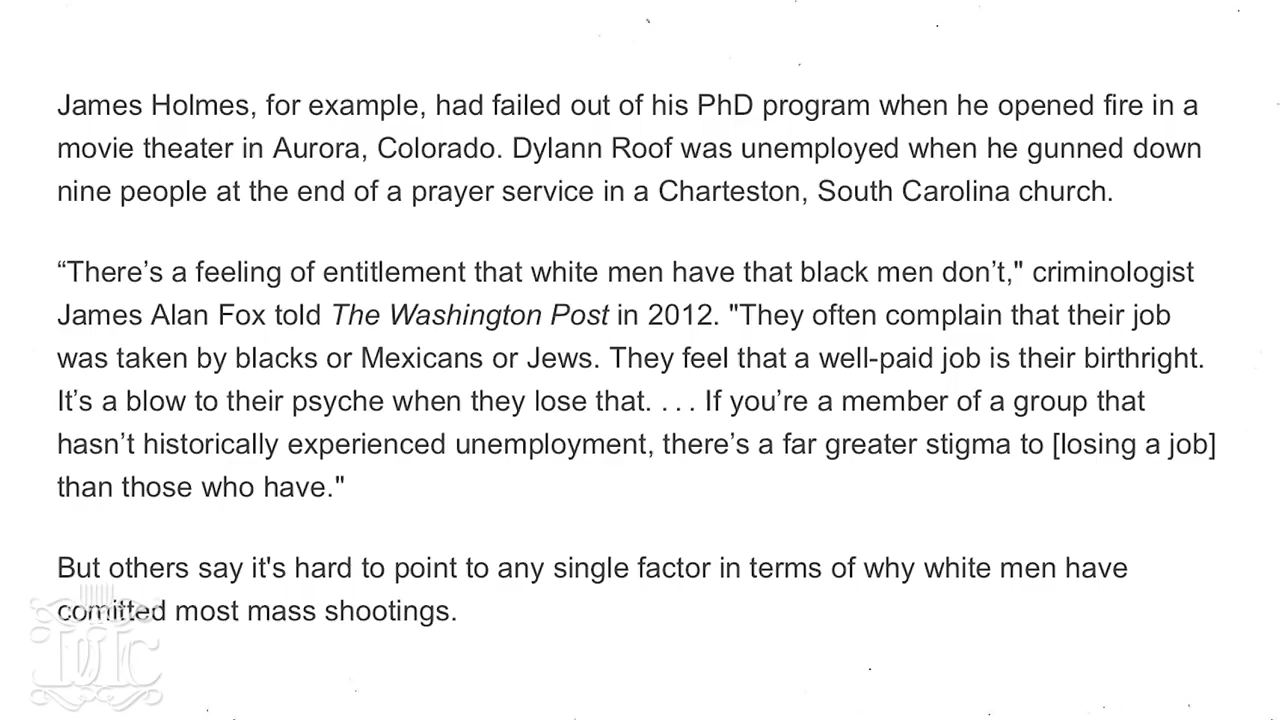 James Holmes, for example, had failed out of his PhD program when he opened fire in a
movie theater in Aurora, Colorado. Dylann Roof was unemployed when he gunned down
nine people at the end of a prayer service in a Charteston, South Carolina church.
“There’s a feeling of entitlement that white men have that black men don’t," criminologist
James Alan Fox told The Washington Post in 2012. "They often complain that their job
was taken by blacks or Mexicans or Jews. They feel that a well-paid job is their birthright.
It’s a blow to their psyche when they lose that. . . . If you’re a member of a group that
hasn’t historically experienced unemployment, there’s a far greater stigma to [losing a job]
than those who have."
But others say it's hard to point to any single factor in terms of why white men have
comitted most mass shootings.